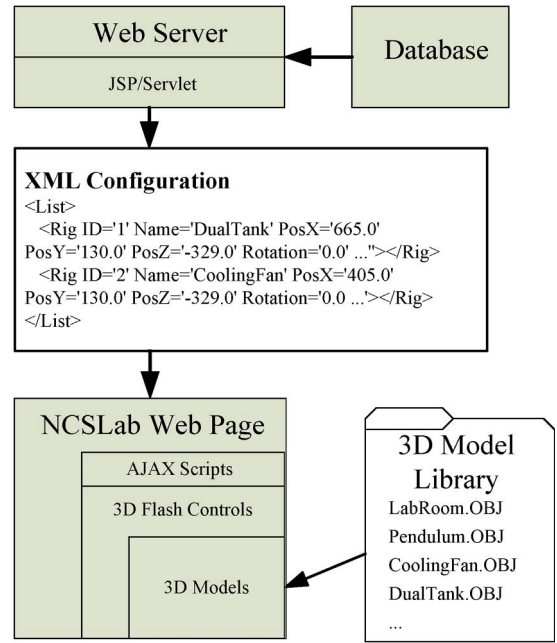 Web Server
JSP/Servlet
Database
XML Configuration
<List>
<Rig ID='1' Name='DualTank' PosX='665.0'
PosY='130.0' PosZ='-329.0' Rotation='0.0' ...''></Rig>
<Rig ID='2' Name='CoolingFan' PosX='405.0'
PosY='130.0' PosZ='-329.0' Rotation='0.0 ...'></Rig>
</List>
NCSLab Web Page
AJAX Scripts
3D Flash Controls
3D Models
3D Model
Library
LabRoom.OBJ
Pendulum.OBJ
CoolingFan.OBJ
DualTank.OBJ
...